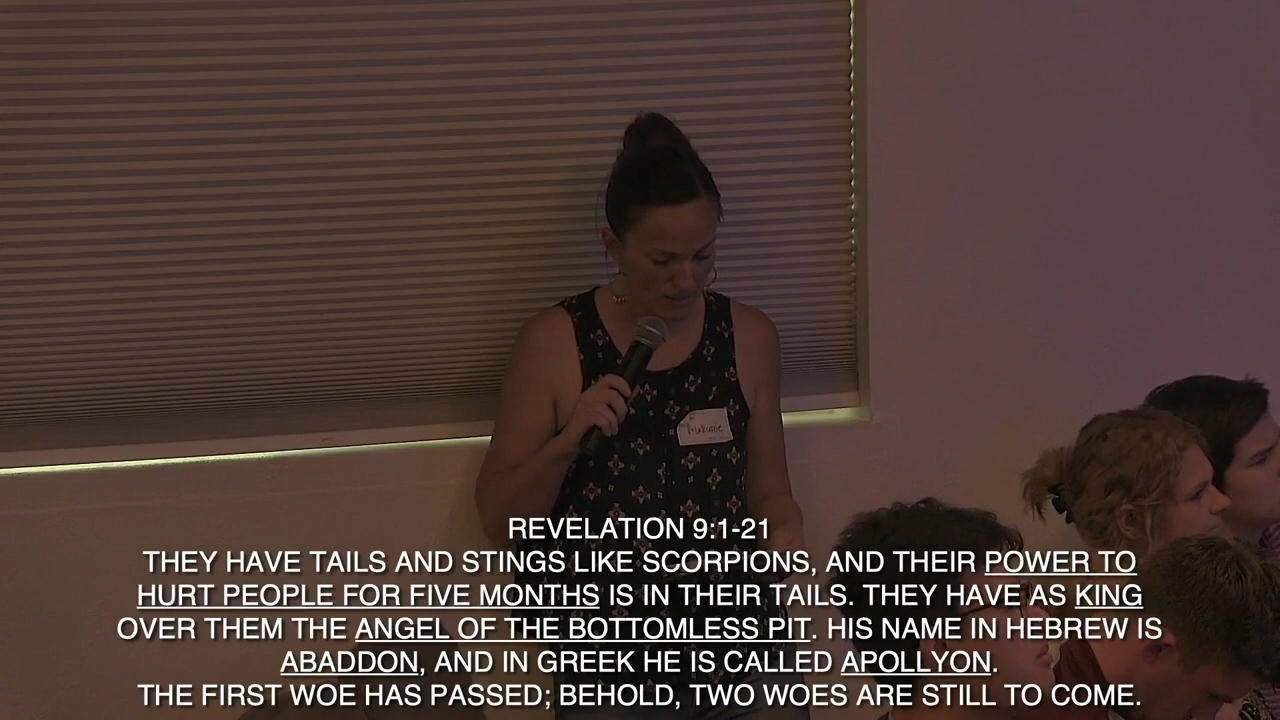 REVELATION 9:1-21
THEY HAVE TAILS AND STINGS LIKE SCORPIONS, AND THEIR POWER TO
HURT PEOPLE FOR FIVE MONTHS IS IN THEIR TAILS. THEY HAVE AS KING
OVER THEM THE ANGEL OF THE BOTTOMLESS PIT. HIS NAME IN HEBREW IS
ABADDON, AND IN GREEK HE IS CALLED APOLLYON.
THE FIRST WOE HAS PASSED; BEHOLD, TWO WOES ARE STILL TO COME.